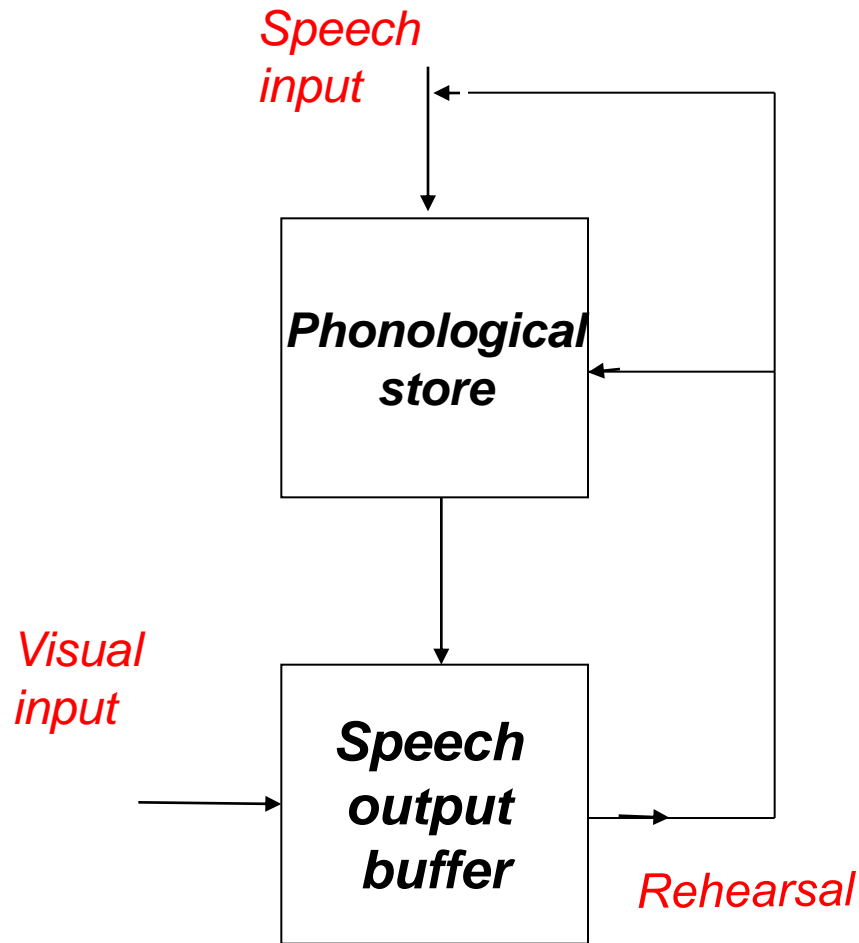 Speech
input
Phonological
store
Visual
input
Speech
output
buffer
Rehearsal